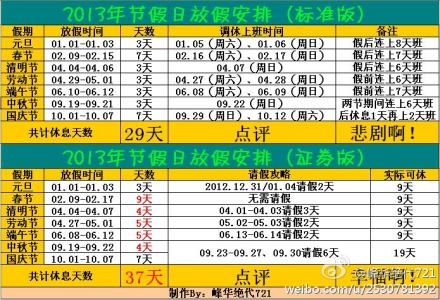 2013年节假日放假安排（标准版）
假期 放假时间 天数 调休上班时间 备注
元旦 01.01-01.03 3天 01.05（周六）、01.06（周日） 假后连上8天班
春节 02.09-02.17 7天 02.16（周六）、02.17（周日） 假后连上7天班
清明节 04.04-04.06 3天 04.07（周日）
劳动节 04.29-05.01 3天 04.27（周六）、04.28（周日） 假前连上6天班
端午节 06.10-06.12 3天 06.08（周六）、06.09（周日） 假前连上7天班
中秋节 09.19-09.21 3天 09.22（周日） 两节期间连上6天班
国庆节 10.01-10.07 7天 09.29（周日）、10.12（周六） 后休息1天再上2天班
共计休息天数 29天 点评 悲剧啊！
2013年节假日放假安排（证券版）
假期 放假时间 天数 请假攻略 实际可休
元旦 01.01-01.03 3天 2012.12.31/01.04请假2天 9天
春节 02.09-02.17 9天 无需请假 9天
清明节 04.04-04.07 4天 04.01-04.03请假3天 9天
劳动节 04.27-05.01 5天 05.02-05.03请假2天 9天
端午节 06.08-06.12 5天 06.13-06.14请假2天 9天
中秋节 09.19-09.22 4天 09.23-09.27、09.30请假6天 19天
国庆节 10.01-10.07 7天
共计休息天数 37天 点评 幸福啊！
制作By：峰华绝代721
@峰华绝代721
weibo.com/u/2530781392